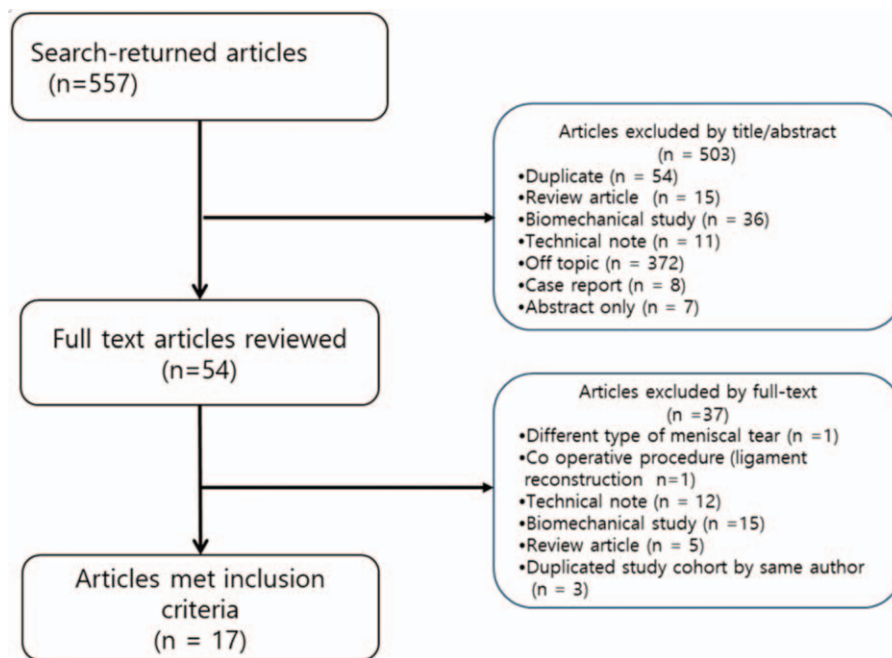 Search-returned articles
(n=557)
Articles excluded by title/abstract
(n = 503)
•Duplicate (n = 54)
•Review article (n = 15)
•Biomechanical study (n = 36)
•Technical note (n = 11)
•Off topic (n = 372)
•Case report (n = 8)
•Abstract only (n = 7)
Full text articles reviewed
(n=54)
Articles excluded by full-text
(n =37)
•Different type of meniscal tear (n =1)
•Co operative procedure (ligament
reconstruction n=1)
•Technical note (n = 12)
•Biomechanical study (n =15)
•Review article (n = 5)
•Duplicated study cohort by same author
(n = 3)
Articles met inclusion
criteria
(n = 17)